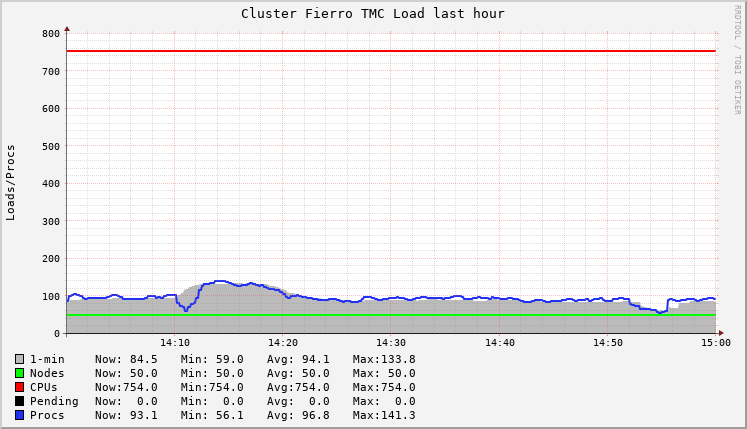 Cluster Fierro TMC Load last hour
RRDTOOL / TOBI OETIKER
Loads/Procs
800
700
600
500
400
300
200
100
0
14:10 14:20 14:30 14:40 14:50 15:00
1-min Now: 84.5 Min: 59.0 Avg: 94.1 Max:133.8
Nodes Now: 50.0 Min: 50.0 Avg: 50.0 Max: 50.0
CPUs Now:754.0 Min:754.0 Avg:754.0 Max:754.0
Pending Now: 0.0 Min: 0.0 Avg: 0.0 Max: 0.0
Procs Now: 93.1 Min: 56.1 Avg: 96.8 Max:141.3